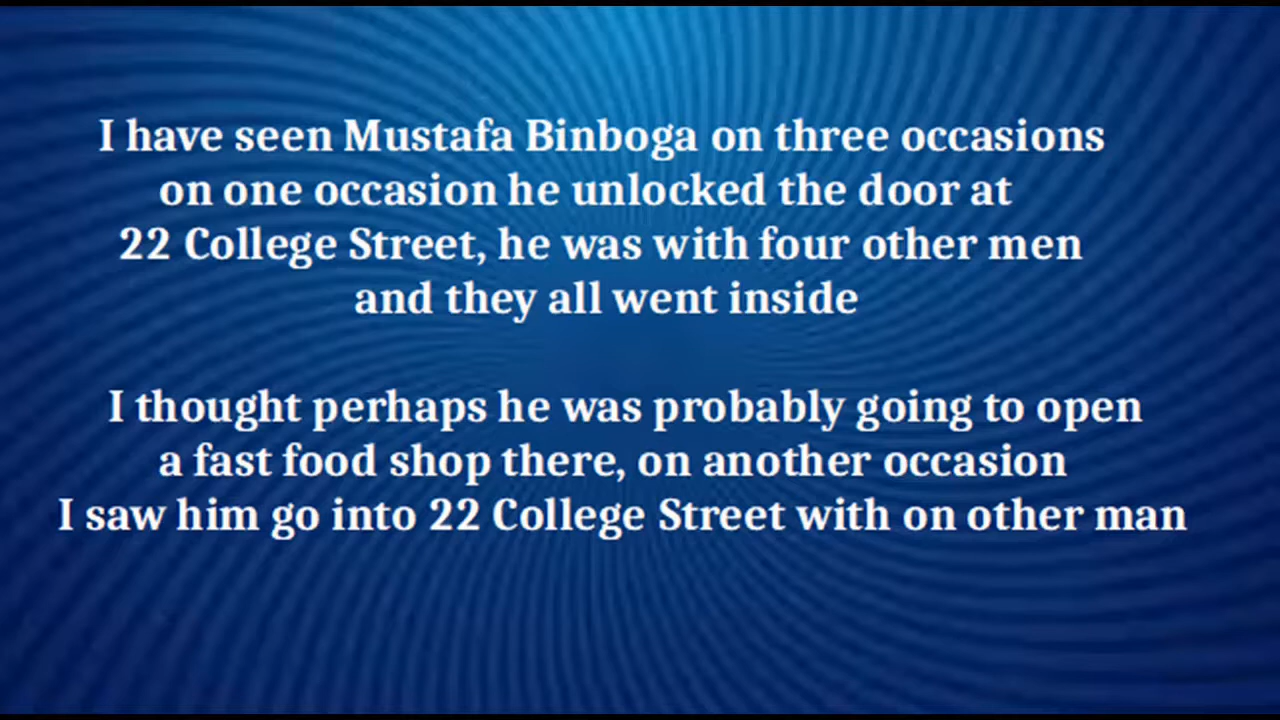 I have seen Mustafa Binboga on three occasions
on one occasion he unlocked the door at
22 College Street, he was with four other men
and they all went inside
I thought perhaps he was probably going to open
a fast food shop there, on another occasion
I saw him go into 22 College Street with on other man